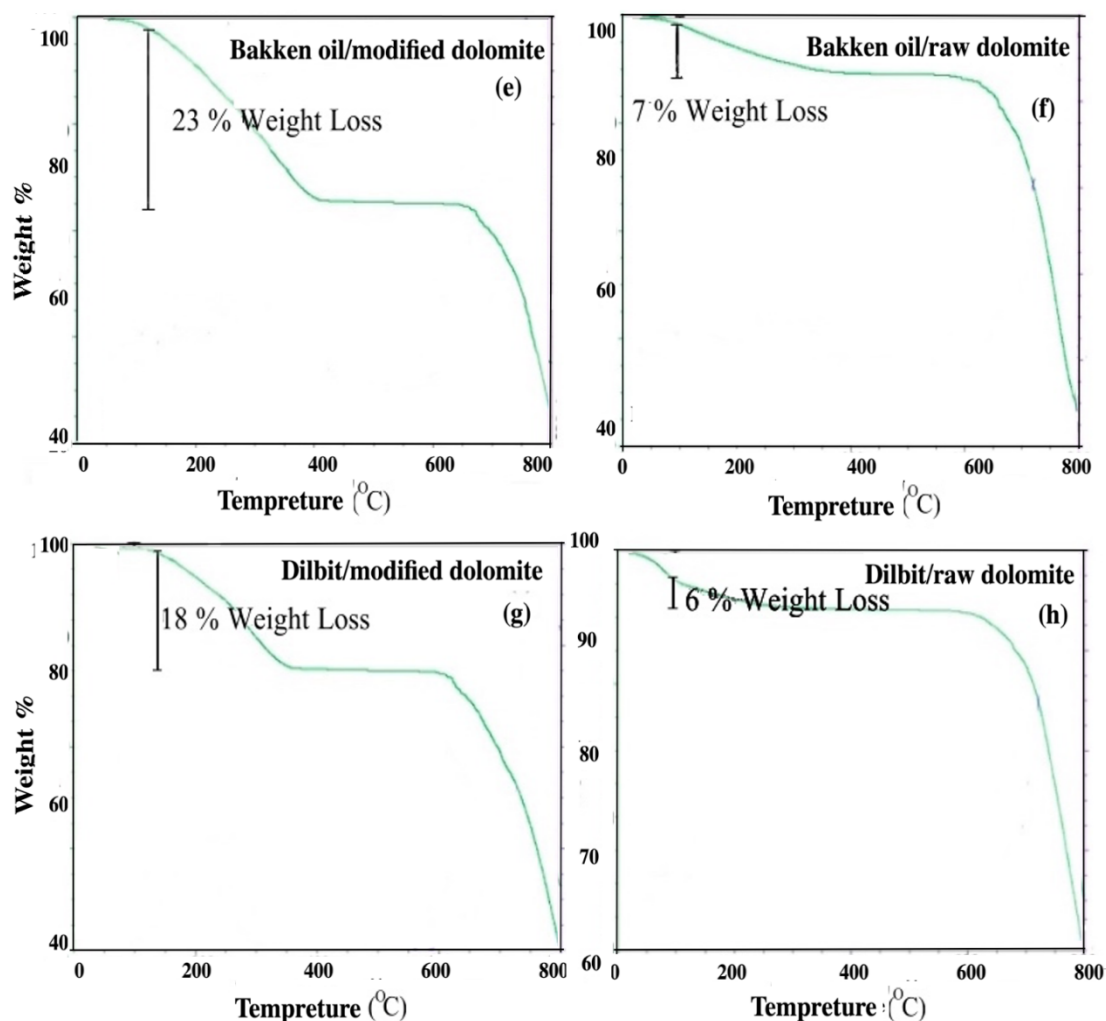 100
80
60
40
Weight %
Bakken oil/modified dolomite
(e)
23 % Weight Loss
0 200 400 600 800
Tempreture (°C)
100
80
60
40
Bakken oil/raw dolomite
(f)
7 % Weight Loss
0 200 400 600 800
Tempreture (°C)
100
80
60
40
Weight %
Dilbit/modified dolomite
(g)
18 % Weight Loss
0 200 400 600 800
Tempreture (°C)
100
90
80
70
60
Dilbit/raw dolomite
6 % Weight Loss
(h)
0 200 400 600 800
Tempreture (°C)